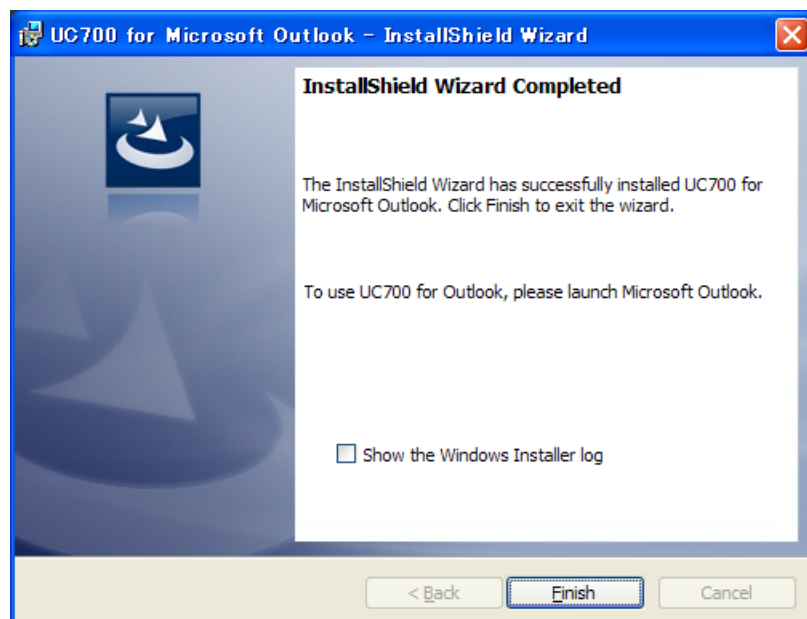 UC700 for Microsoft Outlook - InstallShield Wizard
InstallShield Wizard Completed
The InstallShield Wizard has successfully installed UC700 for
Microsoft Outlook. Click Finish to exit the wizard.
To use UC700 for Outlook, please launch Microsoft Outlook.
Show the Windows Installer log
< Back
Finish
Cancel